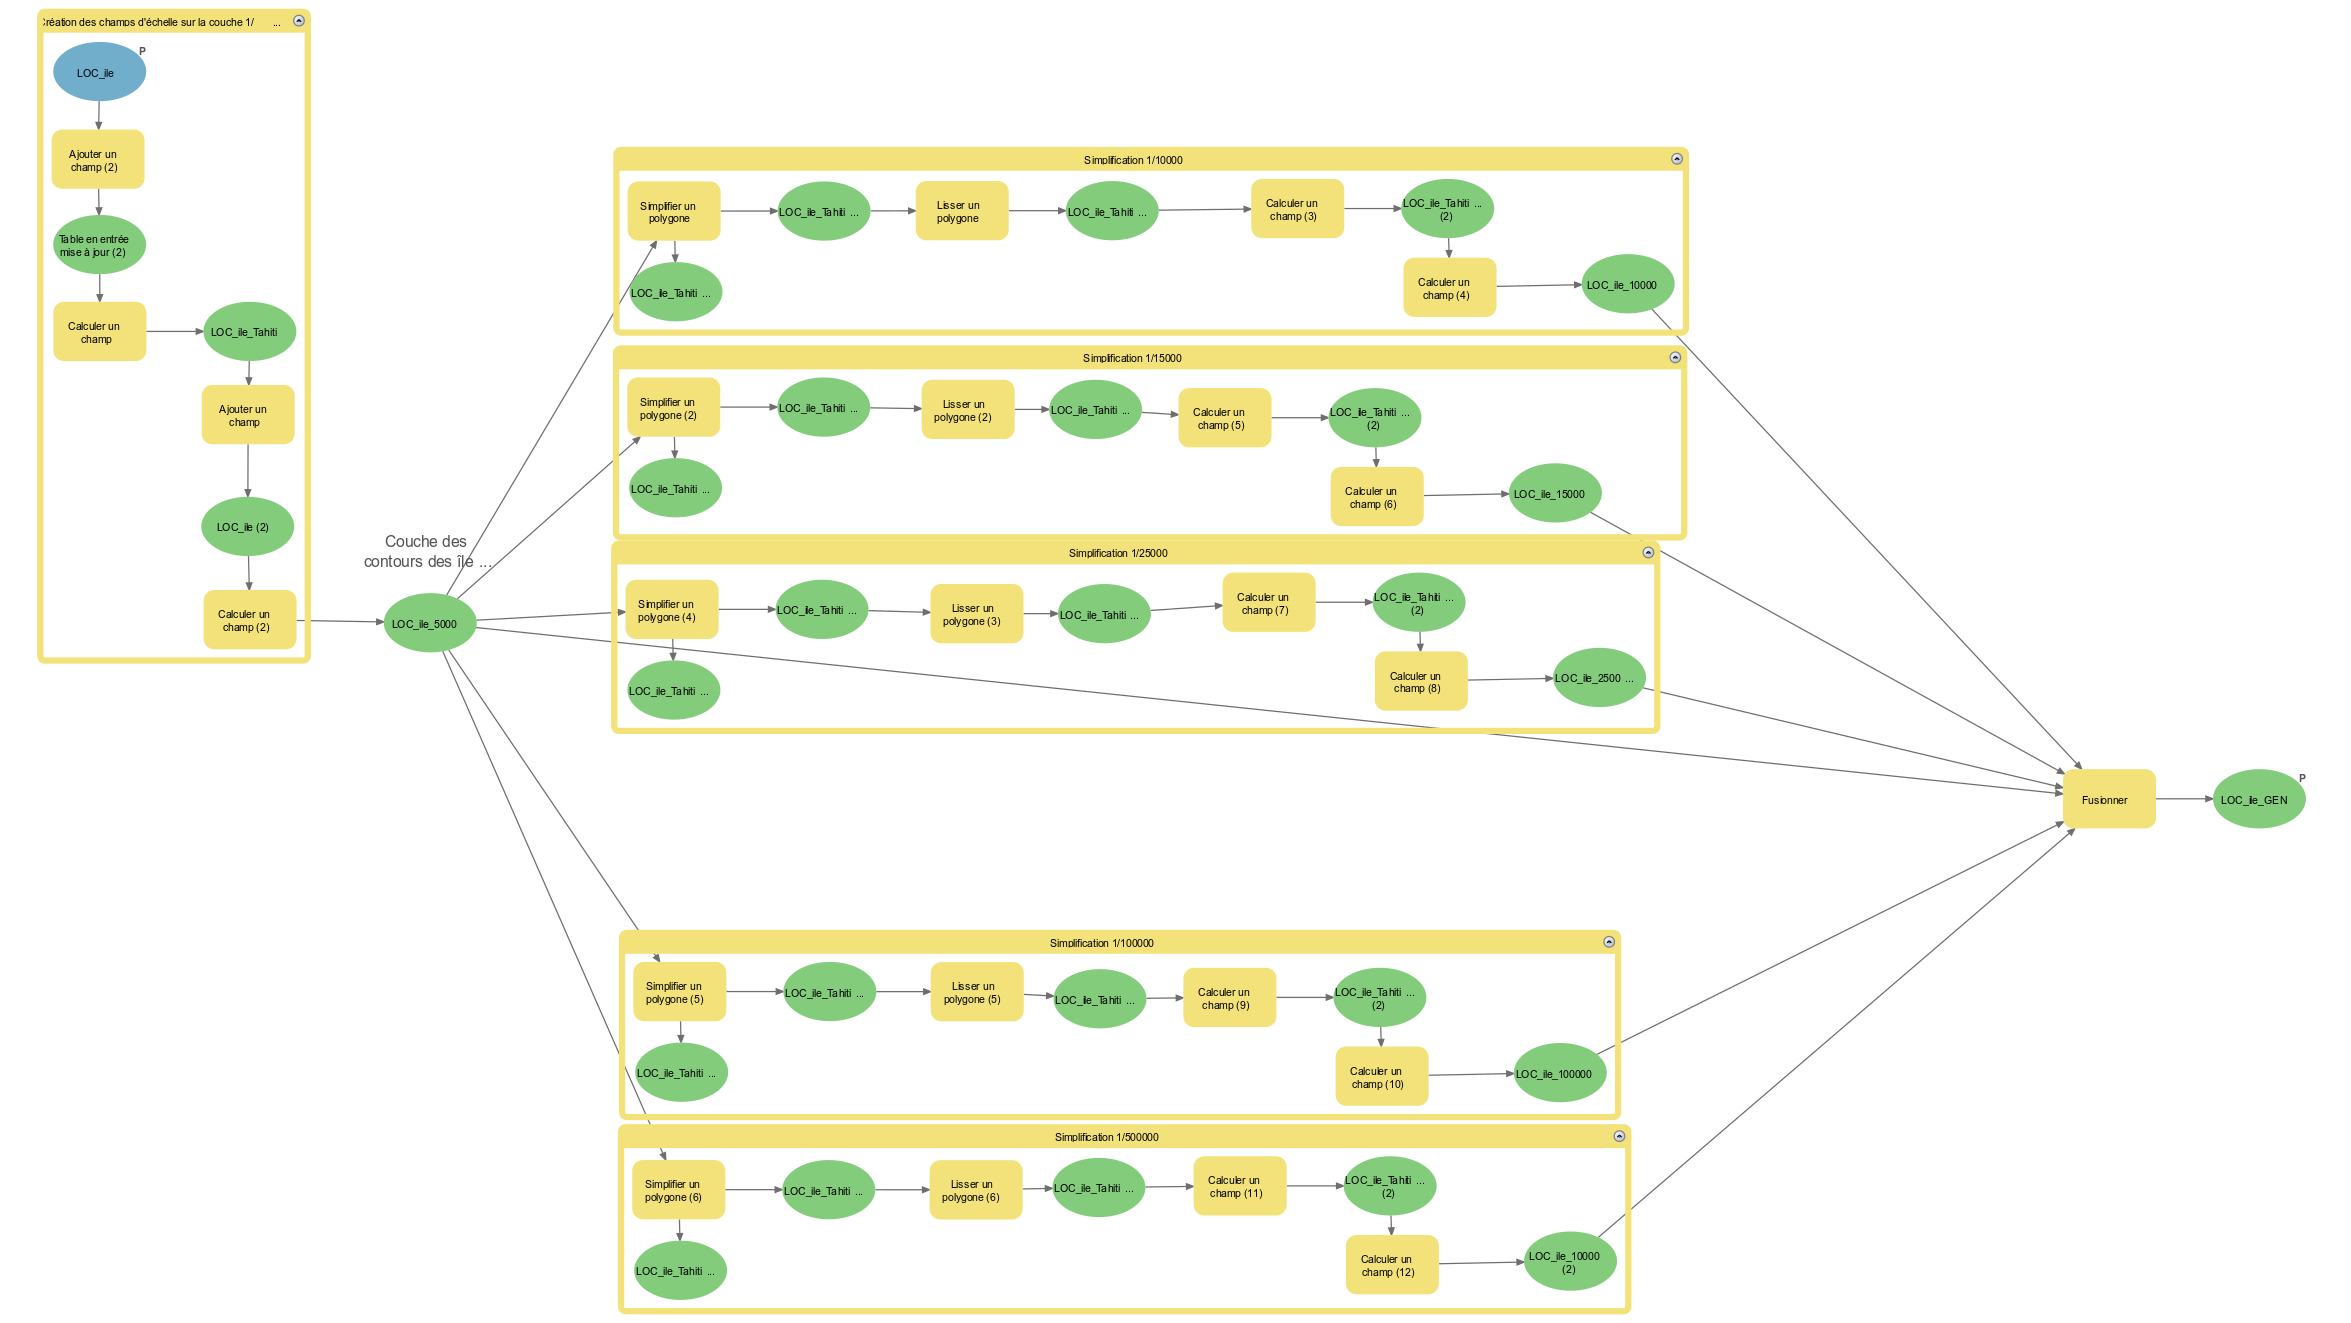 Création des champs d'échelle sur la couche 1/ ...
P
LOC_ile
Ajouter un
champ (2)
Table en entrée
mise à jour (2)
Calculer un
champ
LOC_ile_Tahiti
Ajouter un
champ
LOC_ile (2)
Calculer un
champ (2)
Couche des
contours des île ...
LOC_ile_5000
Simplification 1/10000
Simplifier un
polygone
LOC_ile_Tahiti ...
Lisser un
polygone
LOC_ile_Tahiti ...
Calculer un
champ (3)
LOC_ile_Tahiti ...
(2)
LOC_ile_Tahiti ...
Calculer un
champ (4)
LOC_ile_10000
Simplification 1/15000
Simplifier un
polygone (2)
LOC_ile_Tahiti ...
Lisser un
polygone (2)
LOC_ile_Tahiti ...
Calculer un
champ (5)
LOC_ile_Tahiti ...
(2)
LOC_ile_Tahiti ...
Calculer un
champ (6)
LOC_ile_15000
Simplification 1/25000
Simplifier un
polygone (4)
LOC_ile_Tahiti ...
Lisser un
polygone (3)
LOC_ile_Tahiti ...
Calculer un
champ (7)
LOC_ile_Tahiti ...
(2)
LOC_ile_Tahiti ...
Calculer un
champ (8)
LOC_ile_2500 ...
Simplification 1/100000
Simplifier un
polygone (5)
LOC_ile_Tahiti ...
Lisser un
polygone (5)
LOC_ile_Tahiti ...
Calculer un
champ (9)
LOC_ile_Tahiti ...
(2)
LOC_ile_Tahiti ...
Calculer un
champ (10)
LOC_ile_100000
Simplification 1/500000
Simplifier un
polygone (6)
LOC_ile_Tahiti ...
Lisser un
polygone (6)
LOC_ile_Tahiti ...
Calculer un
champ (11)
LOC_ile_Tahiti ...
(2)
LOC_ile_Tahiti ...
Calculer un
champ (12)
LOC_ile_10000
(2)
Fusionner
P
LOC_ile_GEN